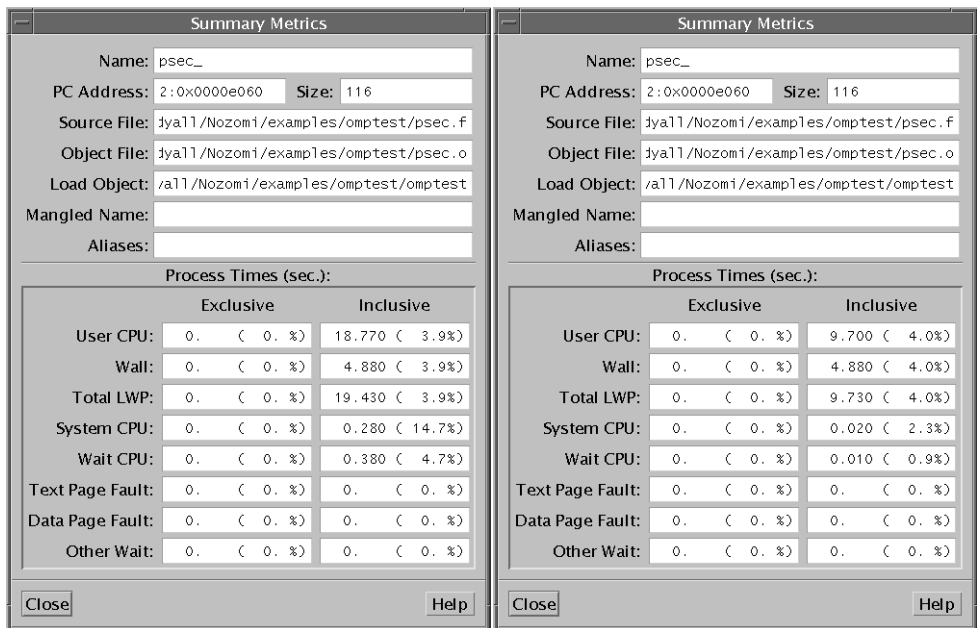 Summary Metrics
Name: psec_
PC Address: 2:0x0000e060 Size: 116
Source File: dyall/Nozomi/examples/omptest/psec.f
Object File: dyall/Nozomi/examples/omptest/psec.o
Load Object: yall/Nozomi/examples/omptest/omptest
Mangled Name:
Aliases:
Process Times (sec.):
Exclusive Inclusive
User CPU: 0. ( 0. %) 18.770 ( 3.9%)
Wall: 0. ( 0. %) 4.880 ( 3.9%)
Total LWP: 0. ( 0. %) 19.430 ( 3.9%)
System CPU: 0. ( 0. %) 0.280 ( 14.7%)
Wait CPU: 0. ( 0. %) 0.380 ( 4.7%)
Text Page Fault: 0. ( 0. %) 0. ( 0. %)
Data Page Fault: 0. ( 0. %) 0. ( 0. %)
Other Wait: 0. ( 0. %) 0. ( 0. %)
Close Help
Summary Metrics
Name: psec_
PC Address: 2:0x0000e060 Size: 116
Source File: dyall/Nozomi/examples/omptest/psec.f
Object File: dyall/Nozomi/examples/omptest/psec.o
Load Object: yall/Nozomi/examples/omptest/omptest
Mangled Name:
Aliases:
Process Times (sec.):
Exclusive Inclusive
User CPU: 0. ( 0. %) 9.700 ( 4.0%)
Wall: 0. ( 0. %) 4.880 ( 4.0%)
Total LWP: 0. ( 0. %) 9.730 ( 4.0%)
System CPU: 0. ( 0. %) 0.020 ( 2.3%)
Wait CPU: 0. ( 0. %) 0.010 ( 0.9%)
Text Page Fault: 0. ( 0. %) 0. ( 0. %)
Data Page Fault: 0. ( 0. %) 0. ( 0. %)
Other Wait: 0. ( 0. %) 0. ( 0. %)
Close Help